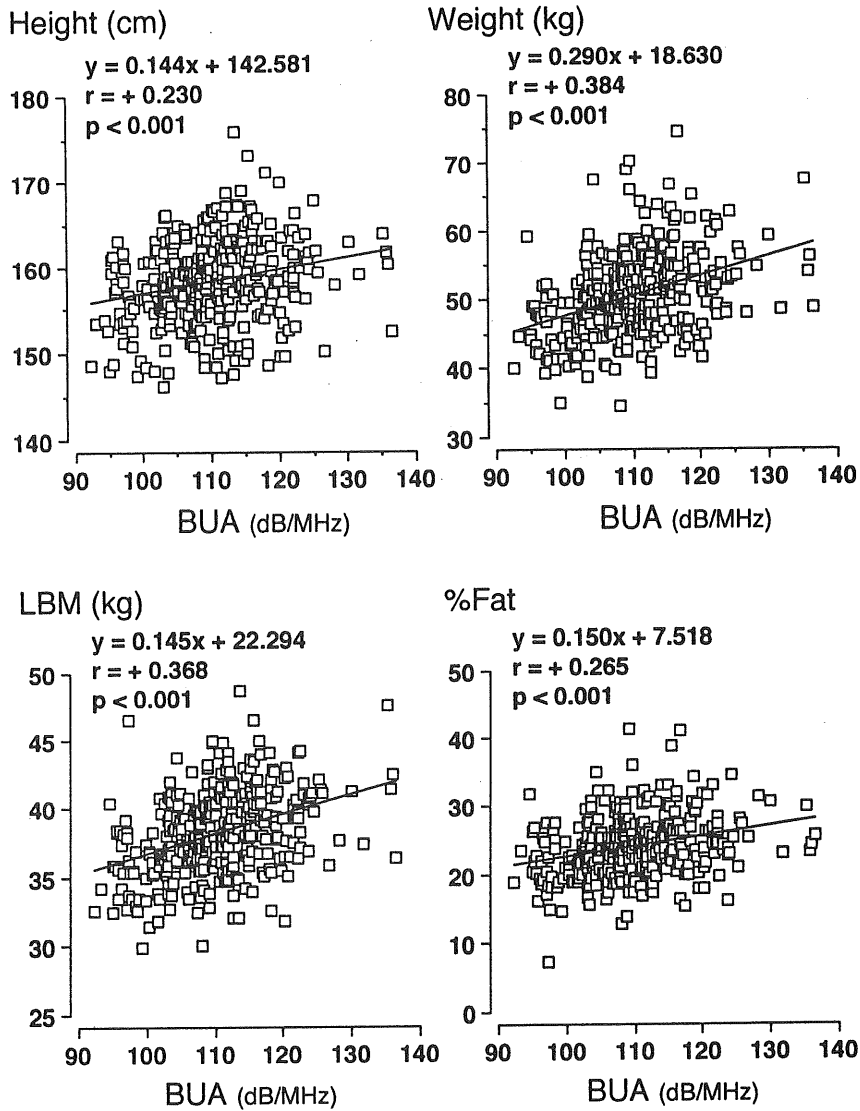 Height (cm)
y = 0.144x + 142.581
r = + 0.230
p < 0.001
180
170
160
150
140
90 100 110 120 130 140
BUA (dB/MHz)
Weight (kg)
y = 0.290x + 18.630
r = + 0.384
p < 0.001
80
70
60
50
40
30
90 100 110 120 130 140
BUA (dB/MHz)
LBM (kg)
y = 0.145x + 22.294
r = + 0.368
p < 0.001
50
45
40
35
30
25
90 100 110 120 130 140
BUA (dB/MHz)
%Fat
y = 0.150x + 7.518
r = + 0.265
p < 0.001
50
40
30
20
10
0
90 100 110 120 130 140
BUA (dB/MHz)